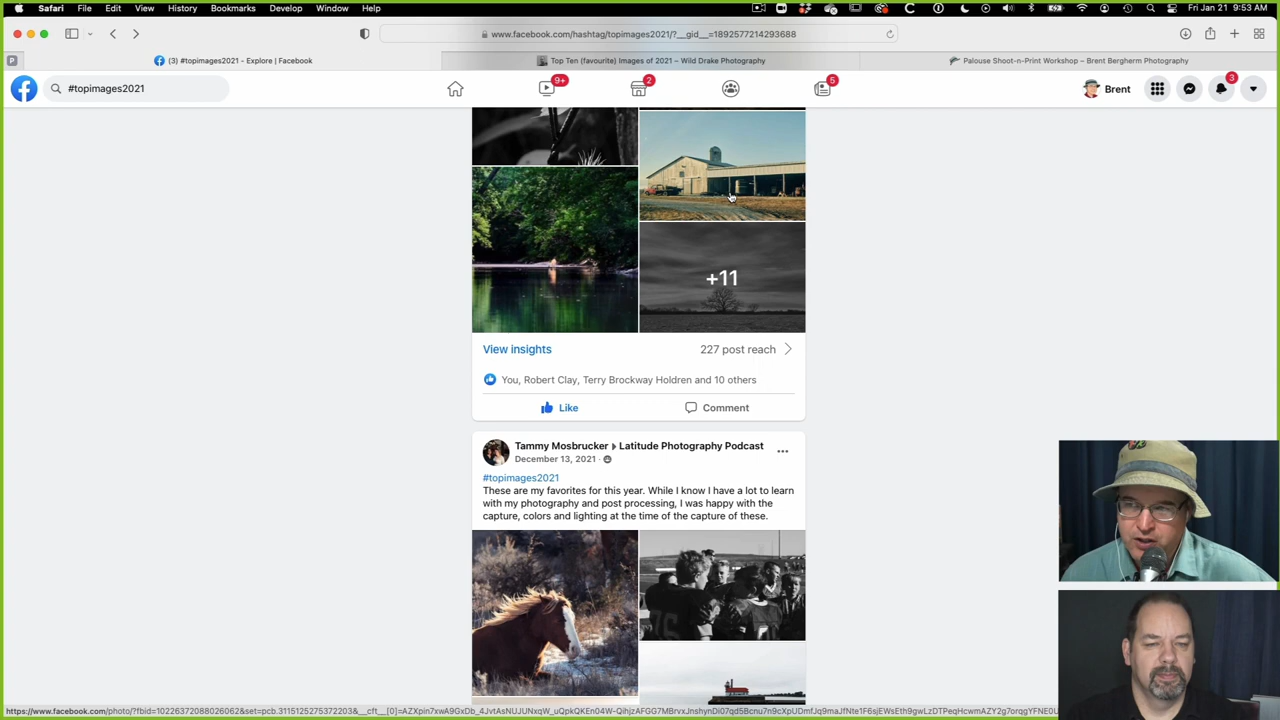 Safari File Edit View History Bookmarks Develop Window Help Fri Jan 21 9:53 AM
www.facebook.com/hashtag/topimages2021/?__gid__=1892577214293688
P (3) #topimages2021 - Explore | Facebook Top Ten (favourite) Images of 2021 – Wild Drake Photography Palouse Shoot-n-Print Workshop – Brent Bergherm Photography
#topimages2021 9+ 2 5 Brent 3
+11
View insights 227 post reach
You, Robert Clay, Terry Brockway Holdren and 10 others
Like Comment
Tammy Mosbrucker Latitude Photography Podcast
December 13, 2021 ·
#topimages2021
These are my favorites for this year. While I know I have a lot to learn
with my photography and post processing, I was happy with the
capture, colors and lighting at the time of the capture of these.